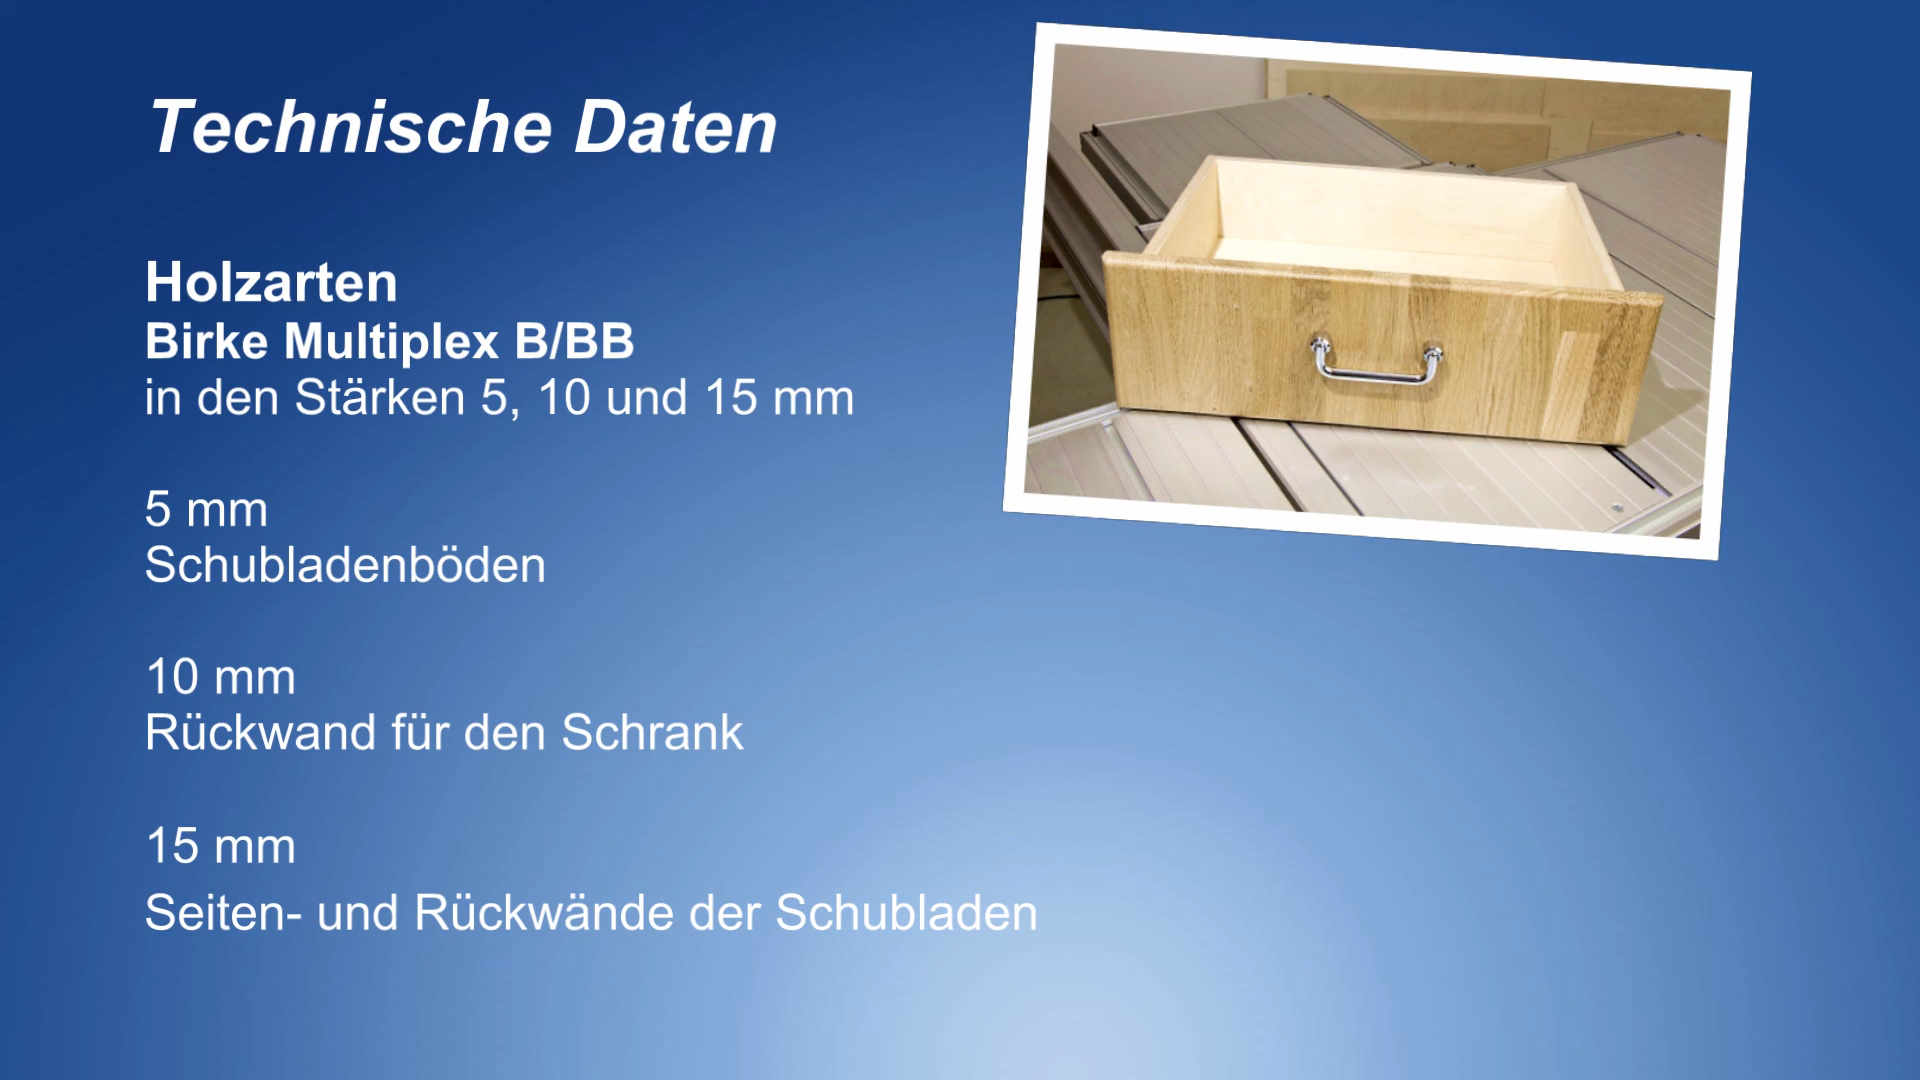 Technische Daten
Holzarten
Birke Multiplex B/BB
in den Stärken 5, 10 und 15 mm
5 mm
Schubladenböden
10 mm
Rückwand für den Schrank
15 mm
Seiten- und Rückwände der Schubladen